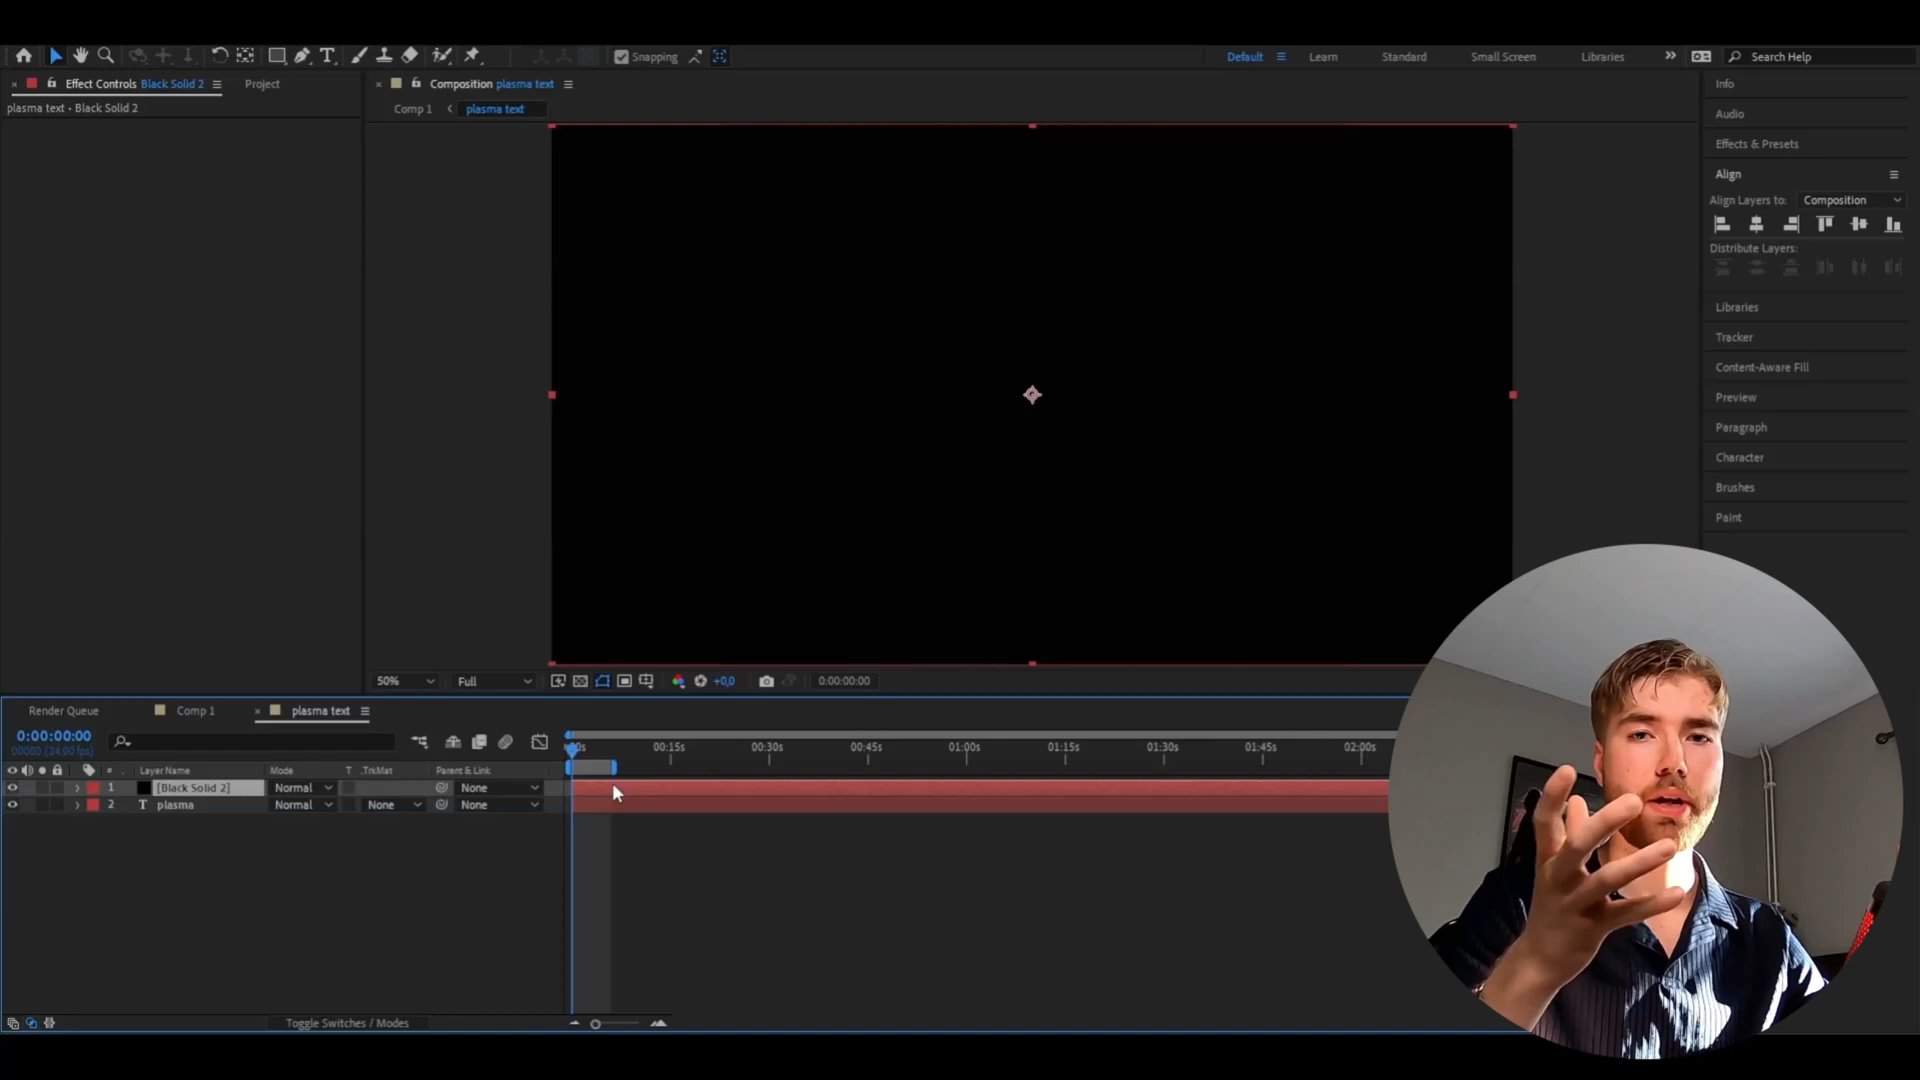 Snapping
Default
Learn
Standard
Small Screen
Libraries
Search Help
Effect Controls Black Solid 2
Project
plasma text • Black Solid 2
Composition plasma text
Comp 1
plasma text
Info
Audio
Effects & Presets
Align
Align Layers to:
Composition
Distribute Layers:
Libraries
Tracker
Content-Aware Fill
Preview
Paragraph
Character
Brushes
Paint
50%
Full
+0,0
0:00:00:00
Render Queue
Comp 1
plasma text
0:00:00:00
00000 (24.00 fps)
00:15s
00:30s
00:45s
01:00s
01:15s
01:30s
01:45s
02:00s
#
Layer Name
Mode
T
.TrkMat
Parent & Link
1
[Black Solid 2]
Normal
None
2
T
plasma
Normal
None
None
Toggle Switches / Modes